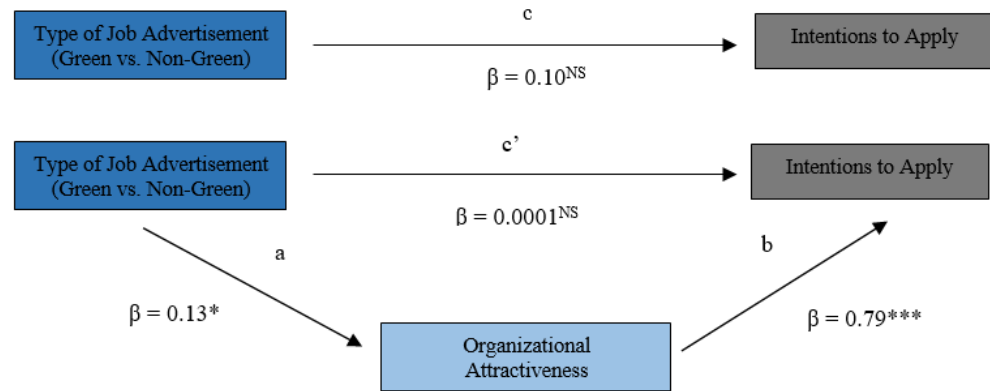 Type of Job Advertisement
(Green vs. Non-Green)
c
β = 0.10ᴺˢ
Intentions to Apply
Type of Job Advertisement
(Green vs. Non-Green)
c’
β = 0.0001ᴺˢ
Intentions to Apply
a
β = 0.13*
b
β = 0.79***
Organizational
Attractiveness